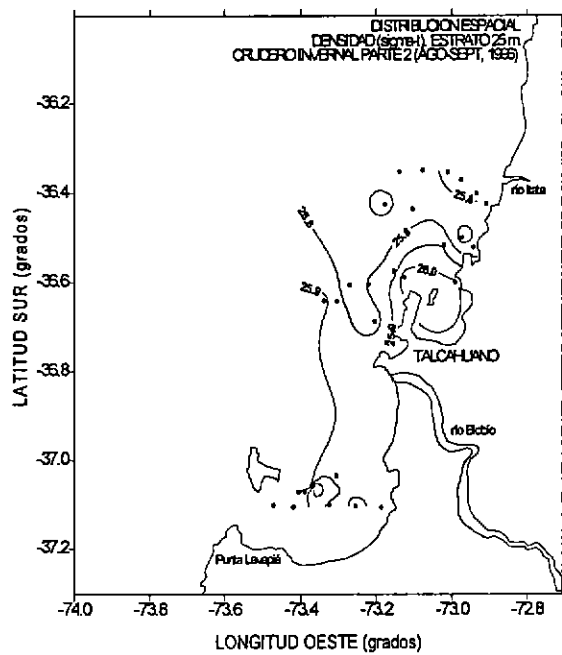 DISTRIBUCION ESPACIAL
DENSIDAD (sigma-t), ESTRATO 25 m
CRUCERO INVERNAL PARTE 2 (AGO-SEPT, 1996)
-36.2
-36.4
-36.6
-36.8
-37.0
-37.2
LATITUD SUR (grados)
río Itata
25.4
25.8
25.8
25.9
26.0
TALCAHUANO
río Biobío
Punta Lavapié
-74.0 -73.8 -73.6 -73.4 -73.2 -73.0 -72.8
LONGITUD OESTE (grados)